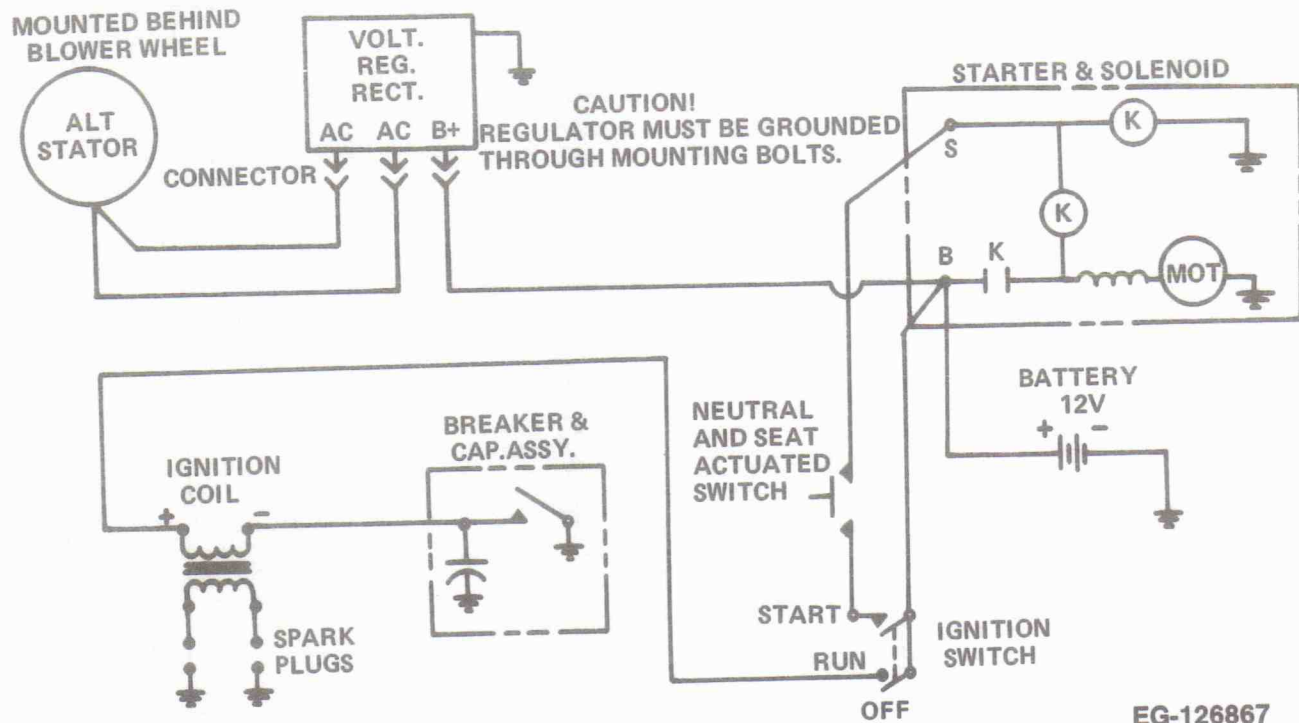 MOUNTED BEHIND
BLOWER WHEEL
ALT
STATOR
VOLT.
REG.
RECT.
AC AC B+
CONNECTOR
CAUTION!
REGULATOR MUST BE GROUNDED
THROUGH MOUNTING BOLTS.
STARTER & SOLENOID
S
K
K
B
K
MOT
BATTERY
12V
+ -
NEUTRAL
AND SEAT
ACTUATED
SWITCH
BREAKER &
CAP.ASSY.
IGNITION
COIL
+ -
SPARK
PLUGS
START
RUN
OFF
IGNITION
SWITCH
EG-126867